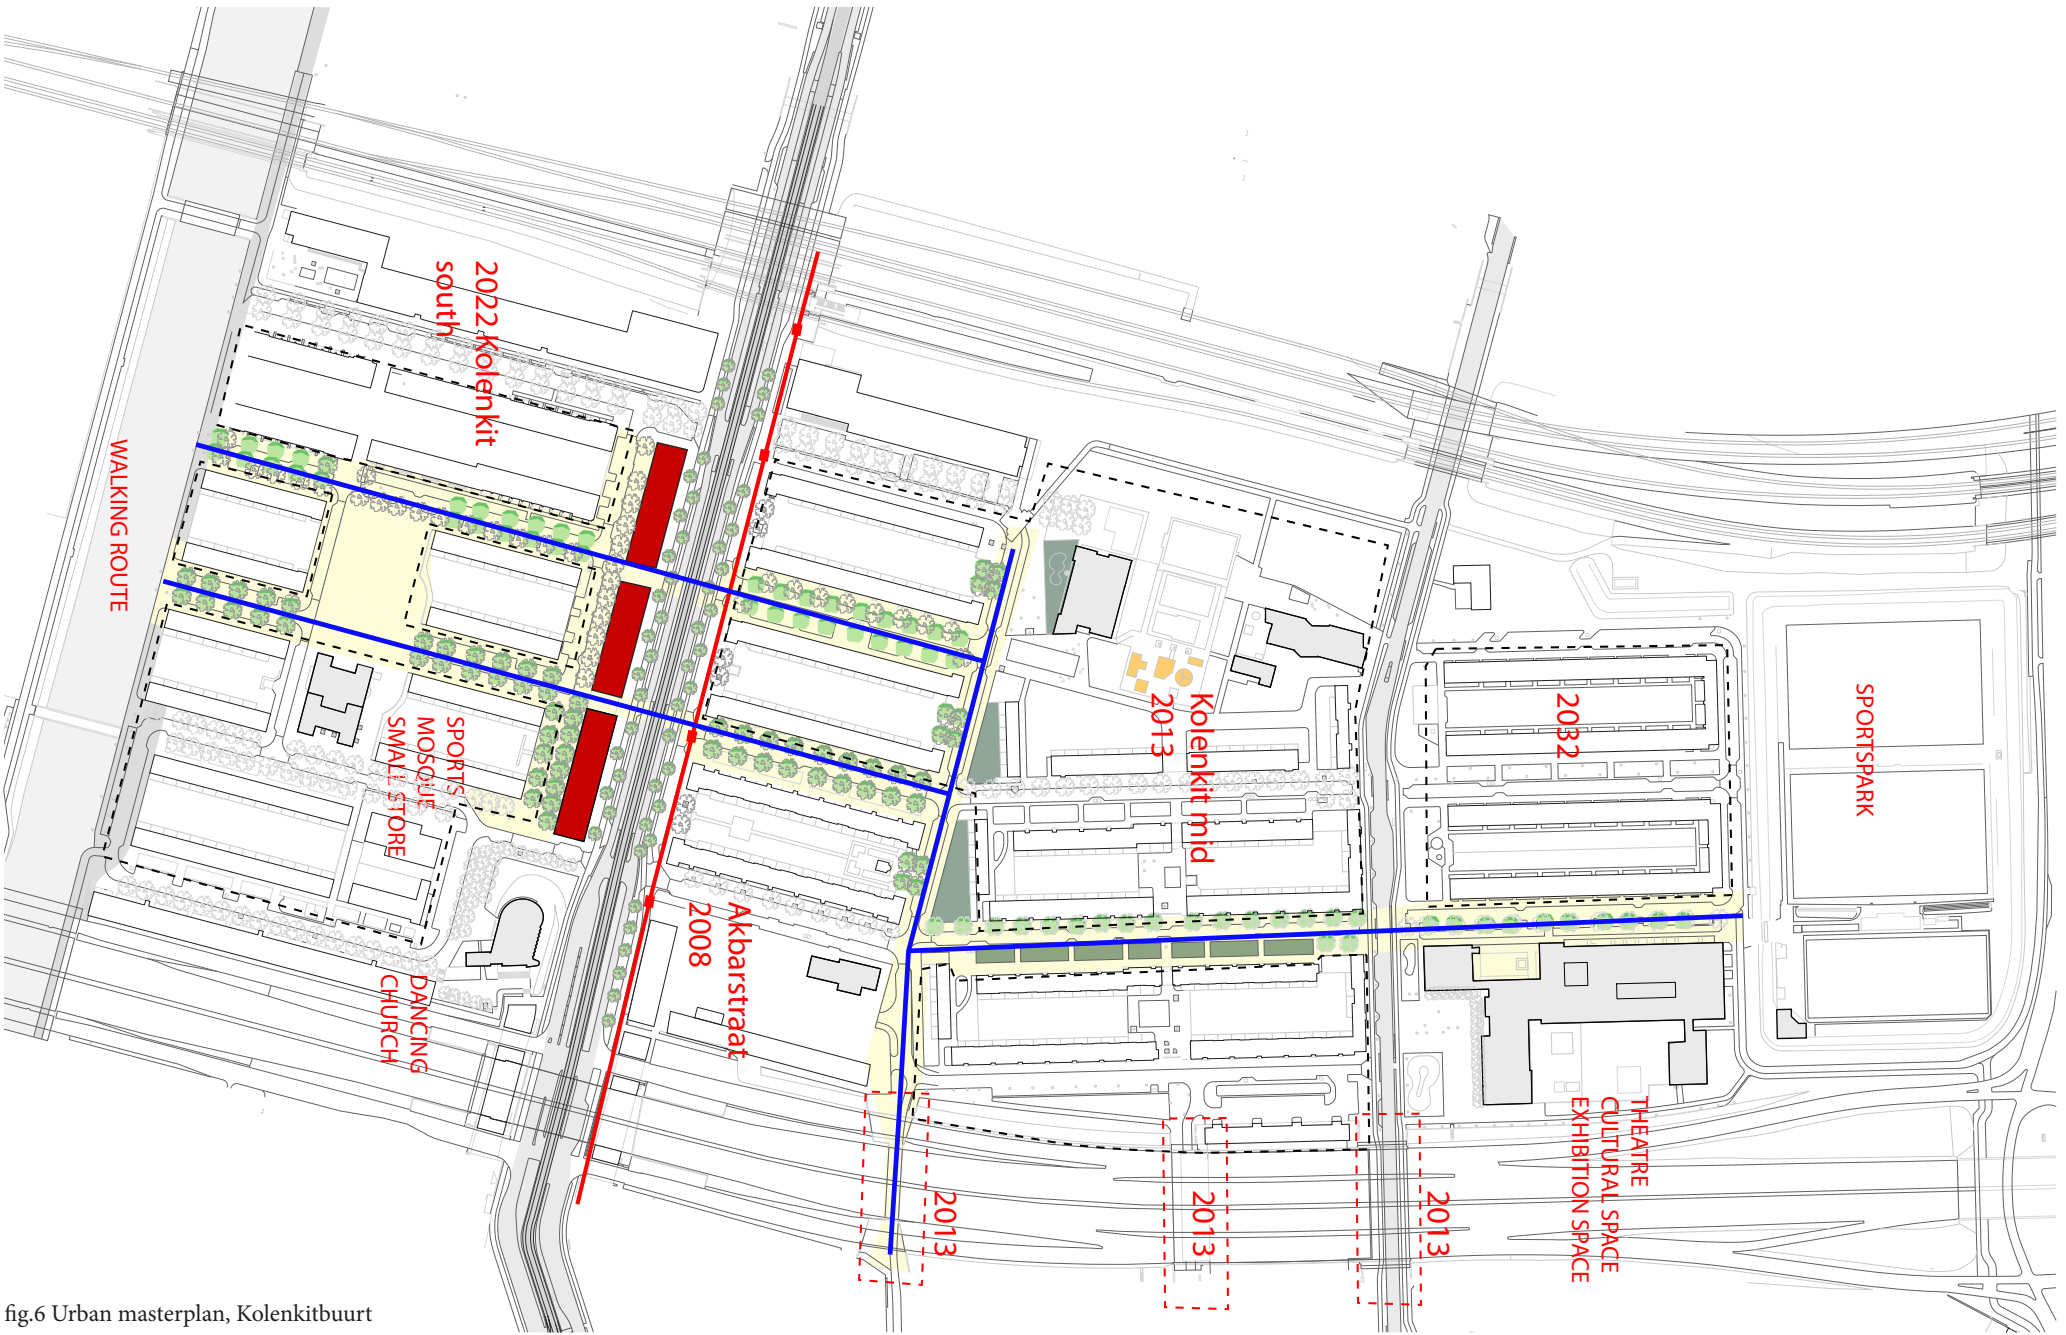 2022 Kolenkit
south
WALKING ROUTE
SPORTS
MOSQUE
SMALL STORE
DANCING
CHURCH
Akbarstraat
2008
Kolenkit mid
2013
2032
SPORTSPARK
THEATRE
CULTURAL SPACE
EXHIBITION SPACE
2013
2013
2013
fig.6 Urban masterplan, Kolenkitbuurt